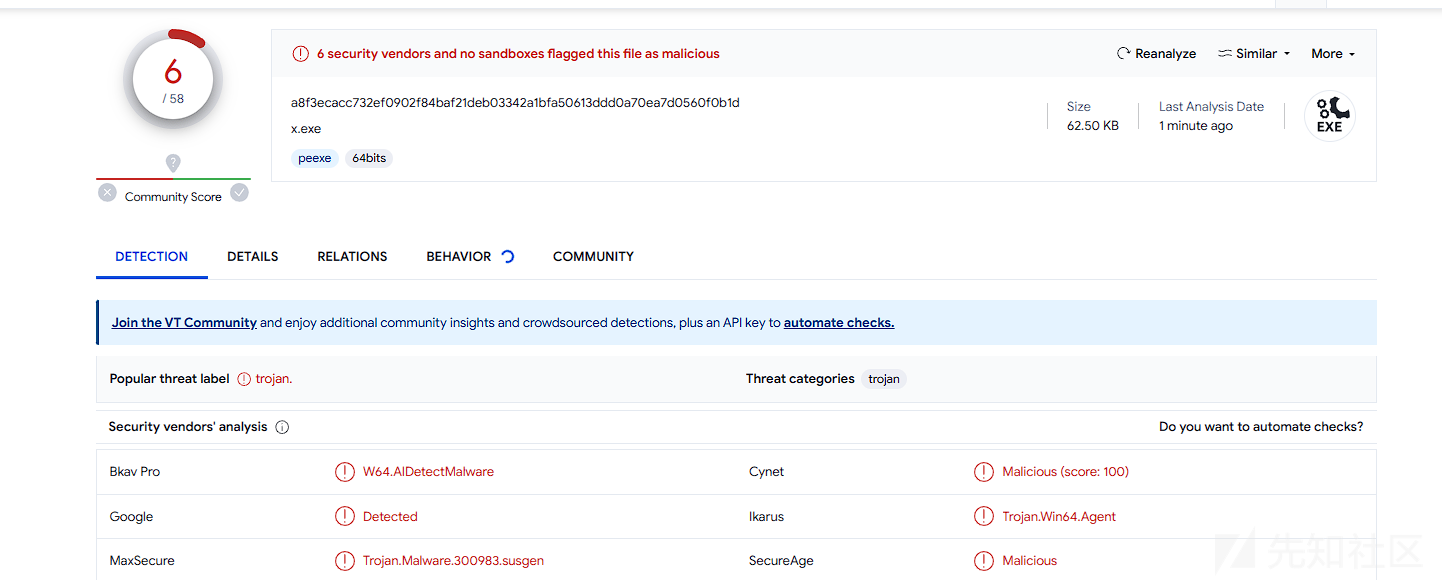 6
/ 58
Community Score
6 security vendors and no sandboxes flagged this file as malicious
Reanalyze
Similar
More
a8f3ecacc732ef0902f84baf21deb03342a1bfa50613ddd0a70ea7d0560f0b1d
x.exe
peexe 64bits
Size
62.50 KB
Last Analysis Date
1 minute ago
EXE
DETECTION DETAILS RELATIONS BEHAVIOR COMMUNITY
Join the VT Community and enjoy additional community insights and crowdsourced detections, plus an API key to automate checks.
Popular threat label trojan.
Threat categories trojan
Security vendors' analysis
Do you want to automate checks?
Bkav Pro W64.AIDetectMalware Cynet Malicious (score: 100)
Google Detected Ikarus Trojan.Win64.Agent
MaxSecure Trojan.Malware.300983.susgen SecureAge Malicious
先知社区